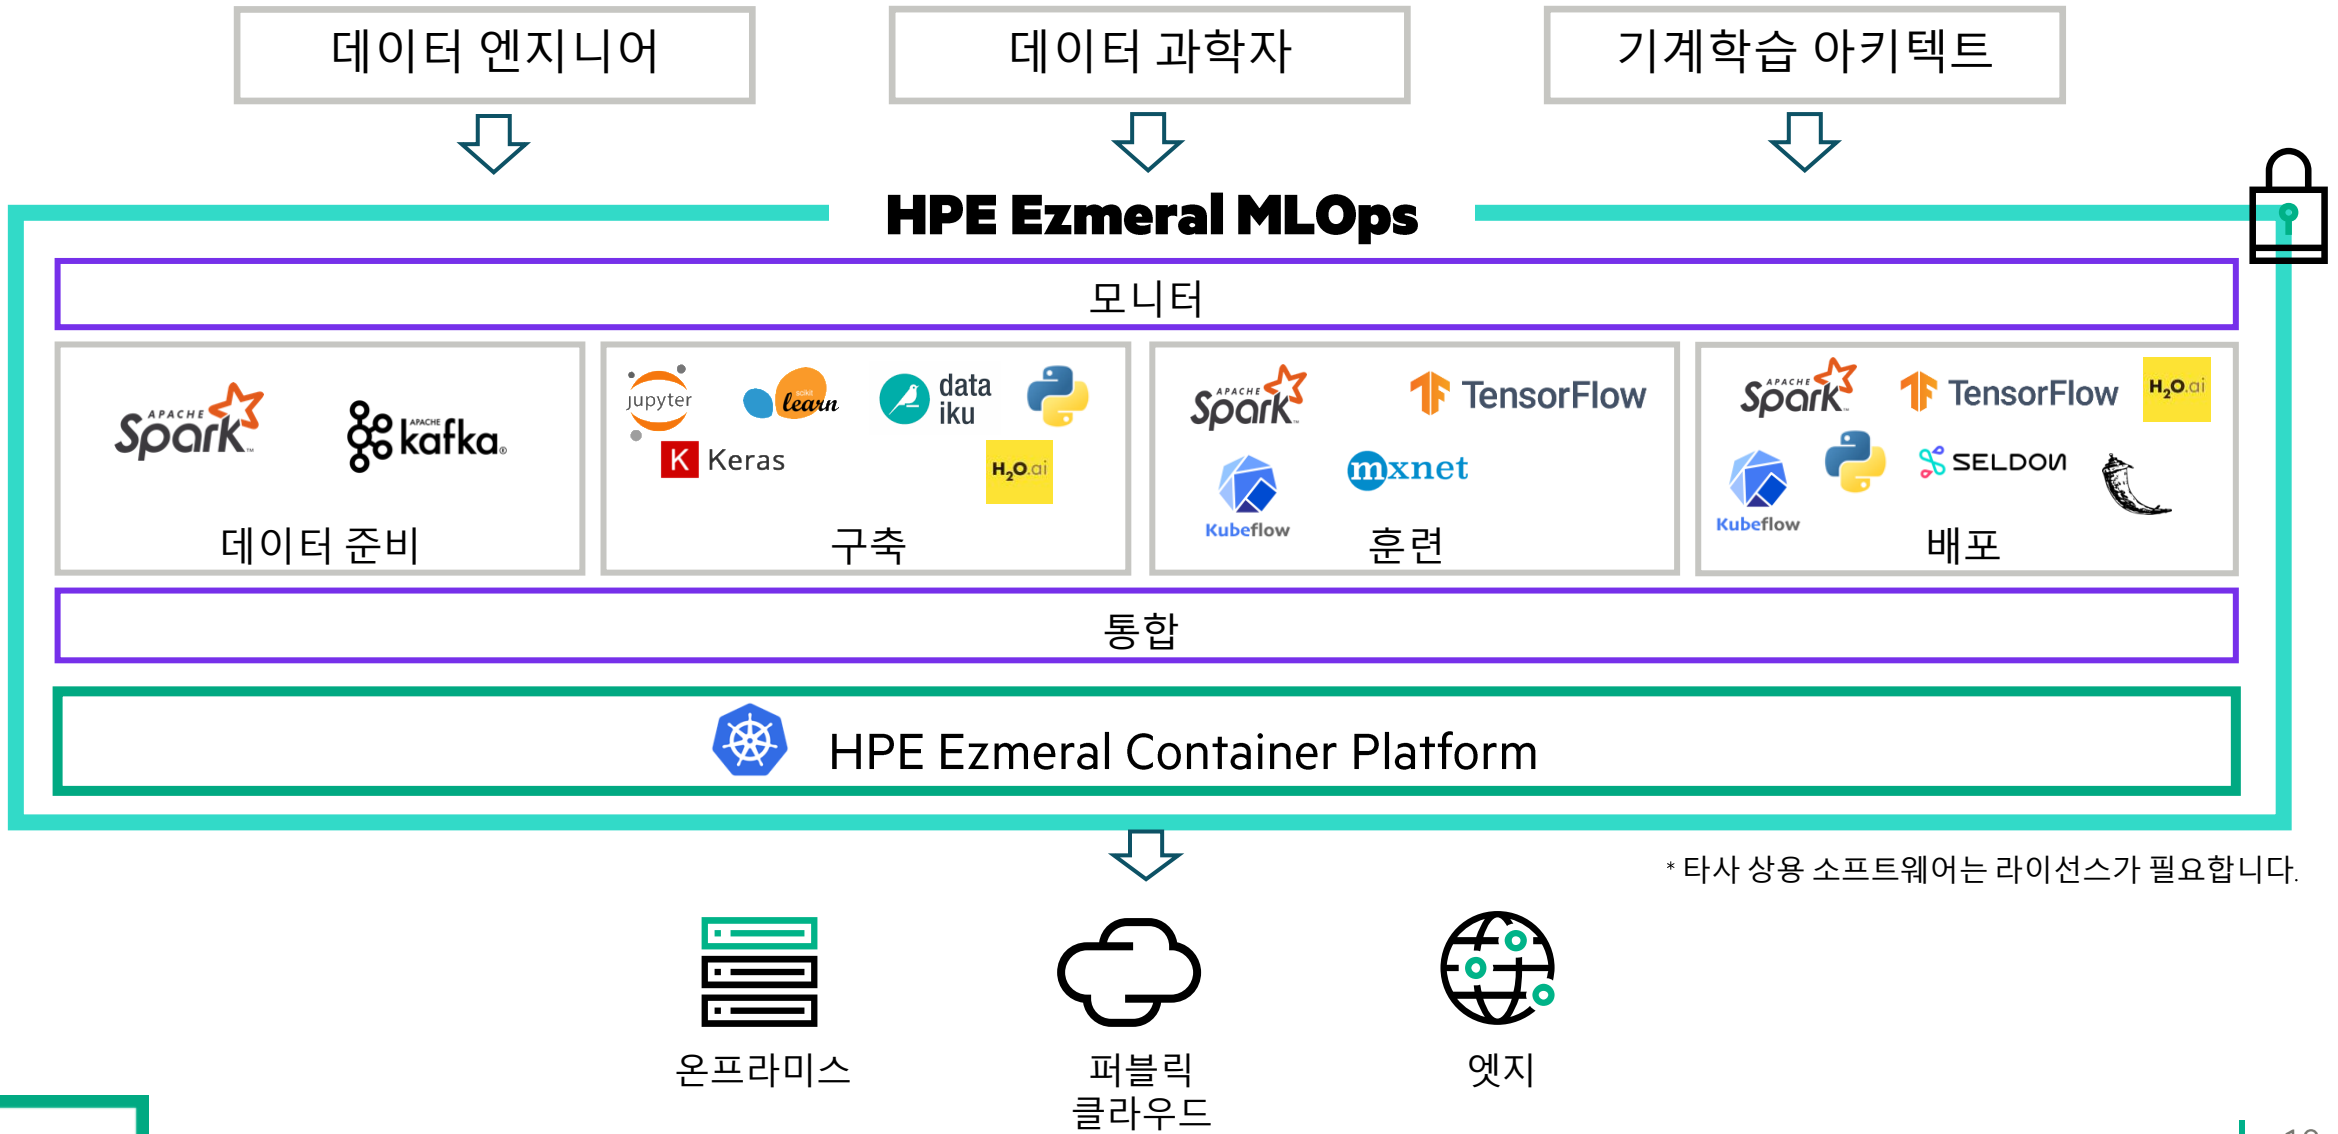 데이터 엔지니어
데이터 과학자
기계학습 아키텍트
HPE Ezmeral MLOps
모니터
APACHE
Spark™
APACHE
kafka®
데이터 준비
jupyter
scikit
learn
data
iku
K Keras
H2O.ai
구축
APACHE
Spark™
TensorFlow
Kubeflow
mxnet
훈련
APACHE
Spark™
TensorFlow
H2O.ai
Kubeflow
SELDON
배포
통합
HPE Ezmeral Container Platform
* 타사 상용 소프트웨어는 라이선스가 필요합니다.
온프라미스
퍼블릭
클라우드
엣지